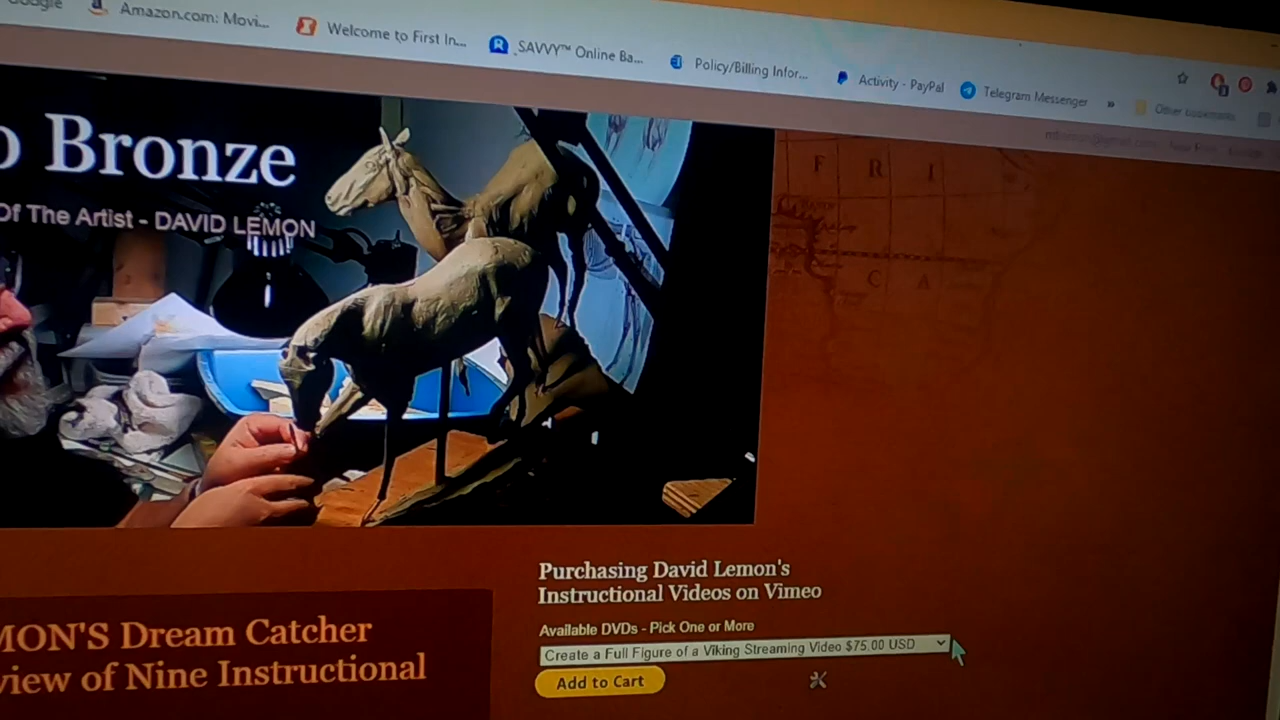 Google
Amazon.com: Movi...
Welcome to First In...
SAVVY™ Online Ba...
Policy/Billing Infor...
Activity - PayPal
Telegram Messenger
»
Other bookmarks
New Post
o Bronze
Of The Artist - DAVID LEMON
F R I
C A
Purchasing David Lemon's
Instructional Videos on Vimeo
Available DVDs - Pick One or More
Create a Full Figure of a Viking Streaming Video $75.00 USD
Add to Cart
MON'S Dream Catcher
view of Nine Instructional